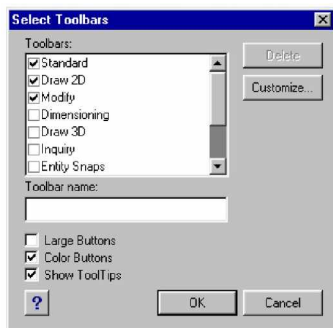 Select Toolbars
Toolbars:
Standard
Draw 2D
Modify
Dimensioning
Draw 3D
Inquiry
Entity Snaps
Delete
Customize...
Toolbar name:
Large Buttons
Color Buttons
Show ToolTips
?
OK
Cancel